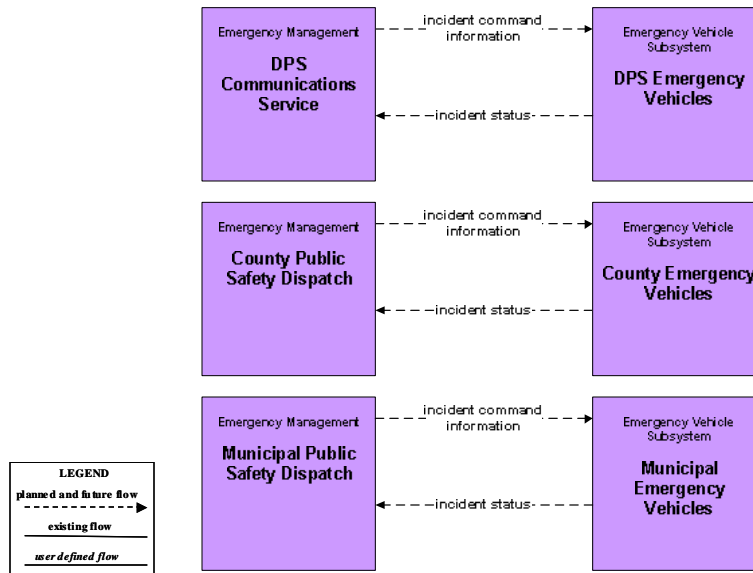 Emergency Management
DPS
Communications
Service
incident command
information
incident status
Emergency Vehicle
Subsystem
DPS Emergency
Vehicles
Emergency Management
County Public
Safety Dispatch
incident command
information
incident status
Emergency Vehicle
Subsystem
County Emergency
Vehicles
Emergency Management
Municipal Public
Safety Dispatch
incident command
information
incident status
Emergency Vehicle
Subsystem
Municipal
Emergency
Vehicles
LEGEND
planned and future flow
existing flow
user defined flow